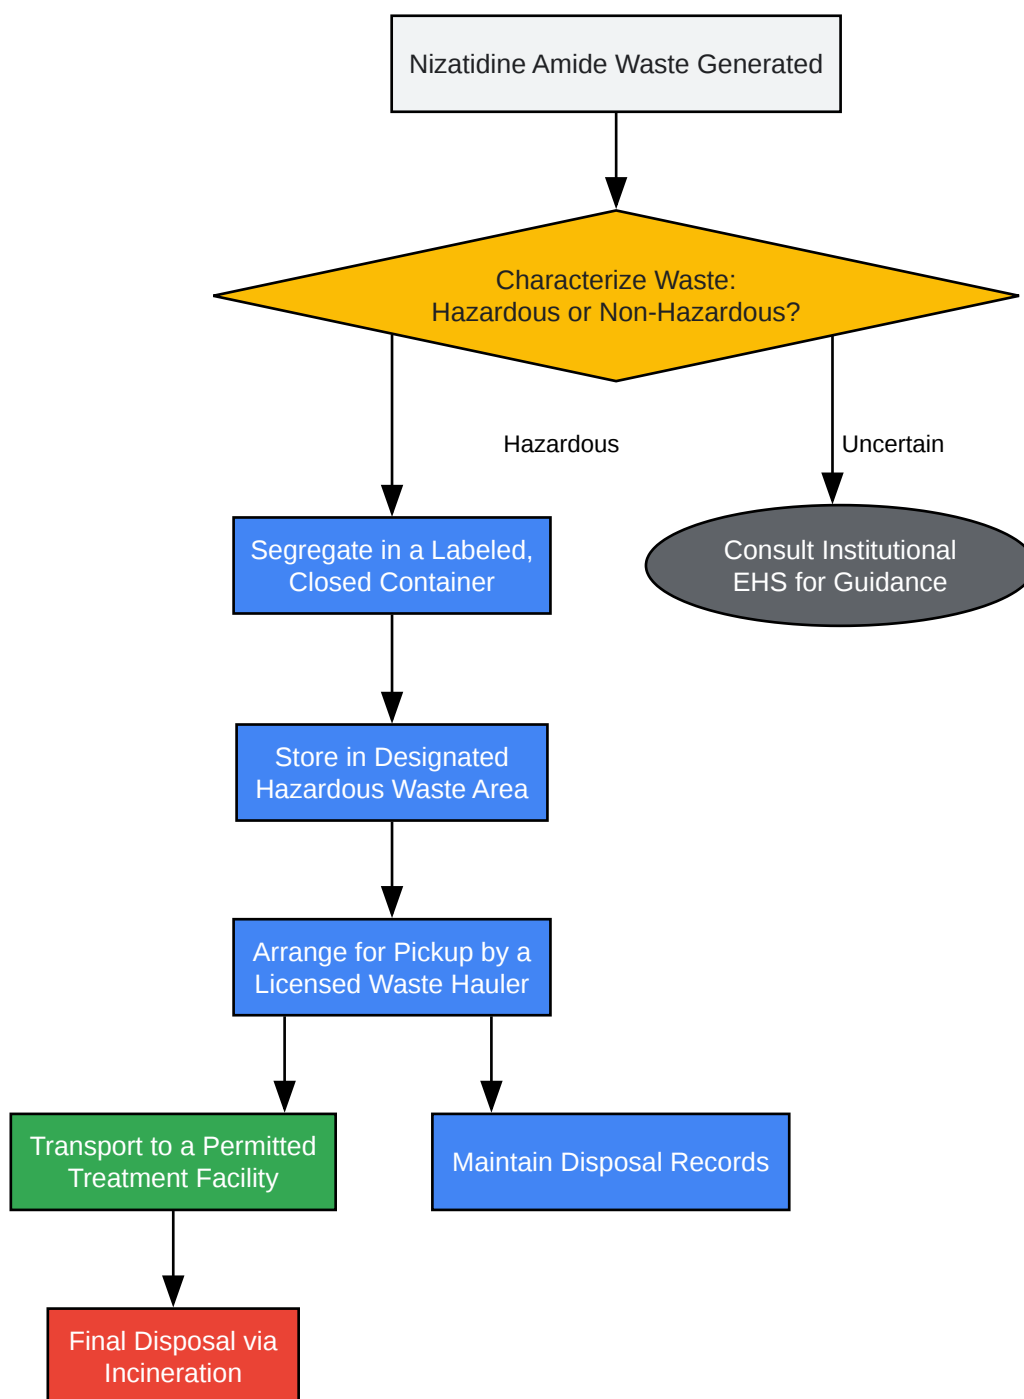 Nizatidine Amide Waste Generated
Characterize Waste:
Hazardous or Non-Hazardous?
Hazardous
Uncertain
Segregate in a Labeled,
Closed Container
Consult Institutional
EHS for Guidance
Store in Designated
Hazardous Waste Area
Arrange for Pickup by a
Licensed Waste Hauler
Transport to a Permitted
Treatment Facility
Maintain Disposal Records
Final Disposal via
Incineration